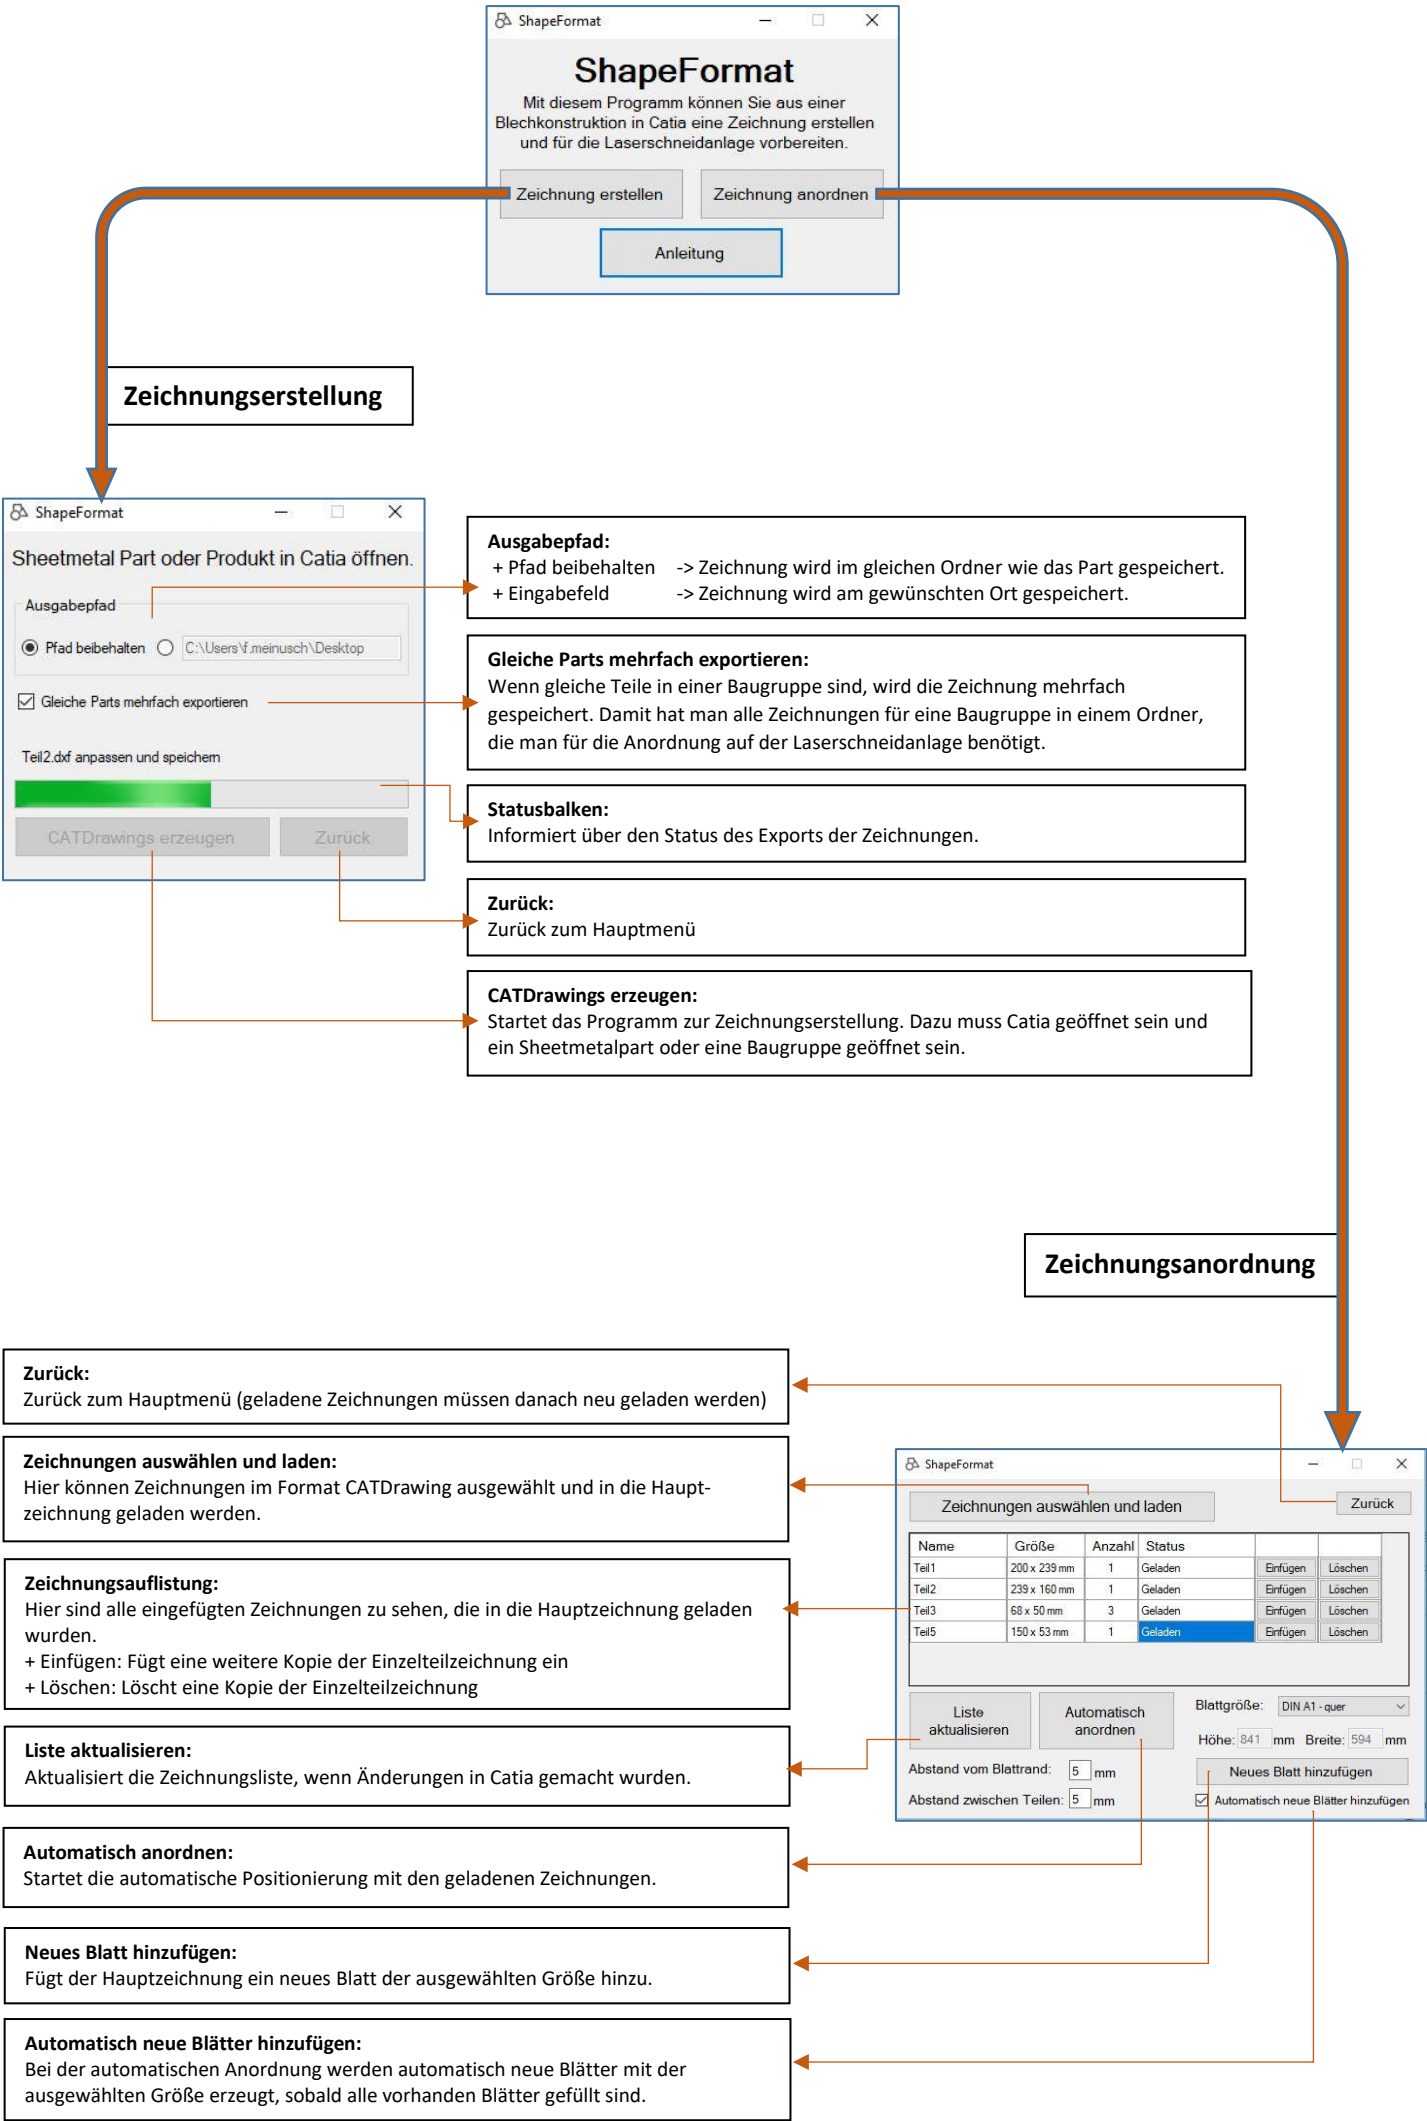 ShapeFormat
ShapeFormat
Mit diesem Programm können Sie aus einer
Blechkonstruktion in Catia eine Zeichnung erstellen
und für die Laserschneidanlage vorbereiten.
Zeichnung erstellen
Zeichnung anordnen
Anleitung
Zeichnungserstellung
ShapeFormat
Sheetmetal Part oder Produkt in Catia öffnen.
Ausgabepfad
Pfad beibehalten
C:\Users\f.meinusch\Desktop
Gleiche Parts mehrfach exportieren
Teil2.dxf anpassen und speichern
CATDrawings erzeugen
Zurück
Ausgabepfad:
+ Pfad beibehalten -> Zeichnung wird im gleichen Ordner wie das Part gespeichert.
+ Eingabefeld -> Zeichnung wird am gewünschten Ort gespeichert.
Gleiche Parts mehrfach exportieren:
Wenn gleiche Teile in einer Baugruppe sind, wird die Zeichnung mehrfach
gespeichert. Damit hat man alle Zeichnungen für eine Baugruppe in einem Ordner,
die man für die Anordnung auf der Laserschneidanlage benötigt.
Statusbalken:
Informiert über den Status des Exports der Zeichnungen.
Zurück:
Zurück zum Hauptmenü
CATDrawings erzeugen:
Startet das Programm zur Zeichnungserstellung. Dazu muss Catia geöffnet sein und
ein Sheetmetalpart oder eine Baugruppe geöffnet sein.
Zeichnungsanordnung
Zurück:
Zurück zum Hauptmenü (geladene Zeichnungen müssen danach neu geladen werden)
Zeichnungen auswählen und laden:
Hier können Zeichnungen im Format CATDrawing ausgewählt und in die Haupt-
zeichnung geladen werden.
Zeichnungsauflistung:
Hier sind alle eingefügten Zeichnungen zu sehen, die in die Hauptzeichnung geladen
wurden.
+ Einfügen: Fügt eine weitere Kopie der Einzelteilzeichnung ein
+ Löschen: Löscht eine Kopie der Einzelteilzeichnung
Liste aktualisieren:
Aktualisiert die Zeichnungsliste, wenn Änderungen in Catia gemacht wurden.
Automatisch anordnen:
Startet die automatische Positionierung mit den geladenen Zeichnungen.
Neues Blatt hinzufügen:
Fügt der Hauptzeichnung ein neues Blatt der ausgewählten Größe hinzu.
Automatisch neue Blätter hinzufügen:
Bei der automatischen Anordnung werden automatisch neue Blätter mit der
ausgewählten Größe erzeugt, sobald alle vorhanden Blätter gefüllt sind.
ShapeFormat
Zeichnungen auswählen und laden
Zurück
Name Größe Anzahl Status
Teil1 200 x 239 mm 1 Geladen Einfügen Löschen
Teil2 239 x 160 mm 1 Geladen Einfügen Löschen
Teil3 68 x 50 mm 3 Geladen Einfügen Löschen
Teil5 150 x 53 mm 1 Geladen Einfügen Löschen
Liste
aktualisieren
Automatisch
anordnen
Blattgröße: DIN A1 - quer
Höhe: 841 mm Breite: 594 mm
Abstand vom Blattrand: 5 mm
Neues Blatt hinzufügen
Abstand zwischen Teilen: 5 mm
Automatisch neue Blätter hinzufügen